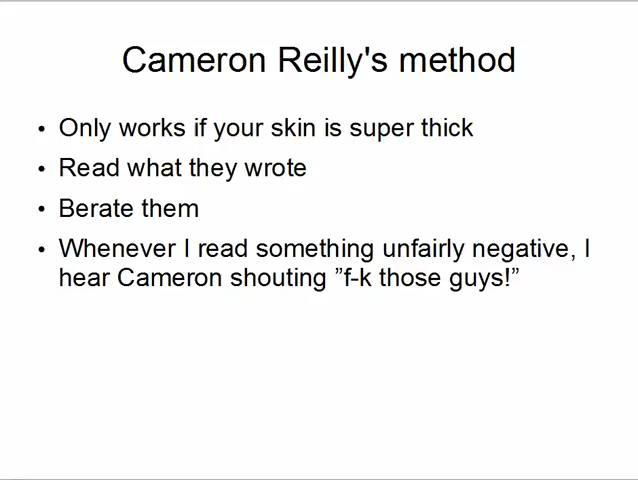 Cameron Reilly's method
• Only works if your skin is super thick
• Read what they wrote
• Berate them
• Whenever I read something unfairly negative, I
hear Cameron shouting ”f-k those guys!”